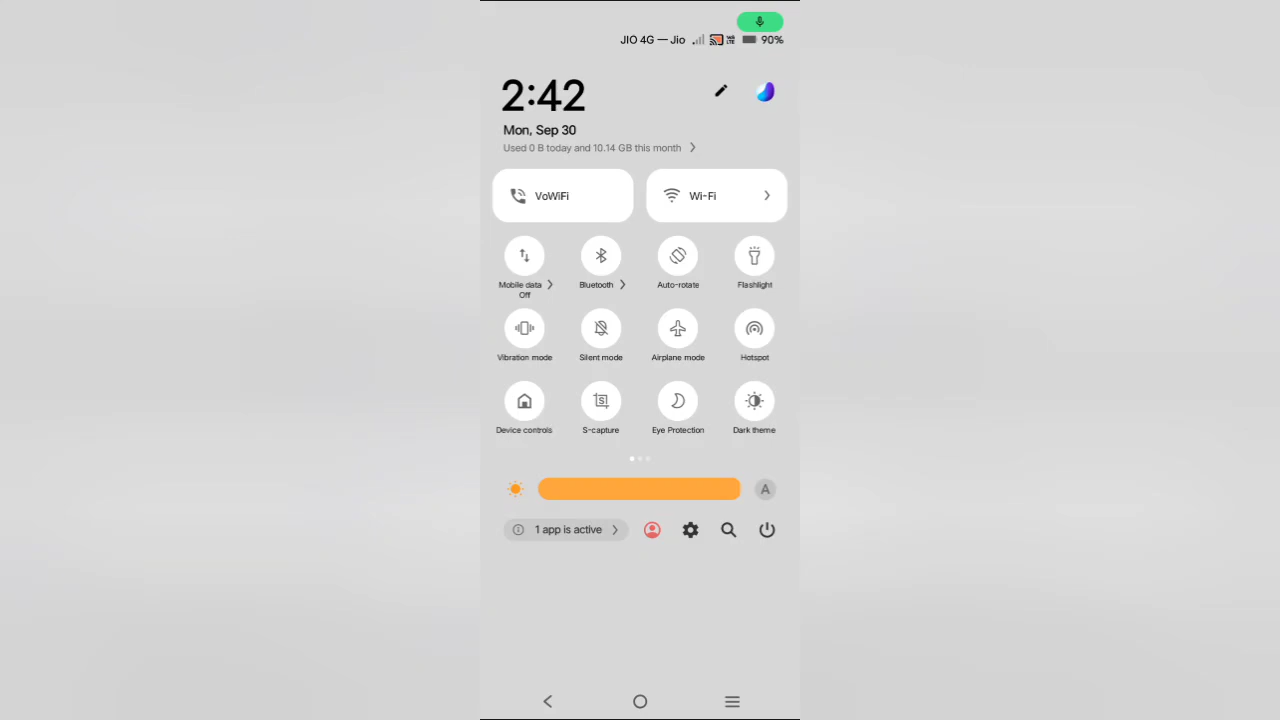 JIO 4G — Jio Vo LTE 90%
2:42
Mon, Sep 30
Used 0 B today and 10.14 GB this month
VoWiFi Wi-Fi
Mobile data Bluetooth Auto-rotate Flashlight
Off
Vibration mode Silent mode Airplane mode Hotspot
S
Device controls S-capture Eye Protection Dark theme
A
1 app is active